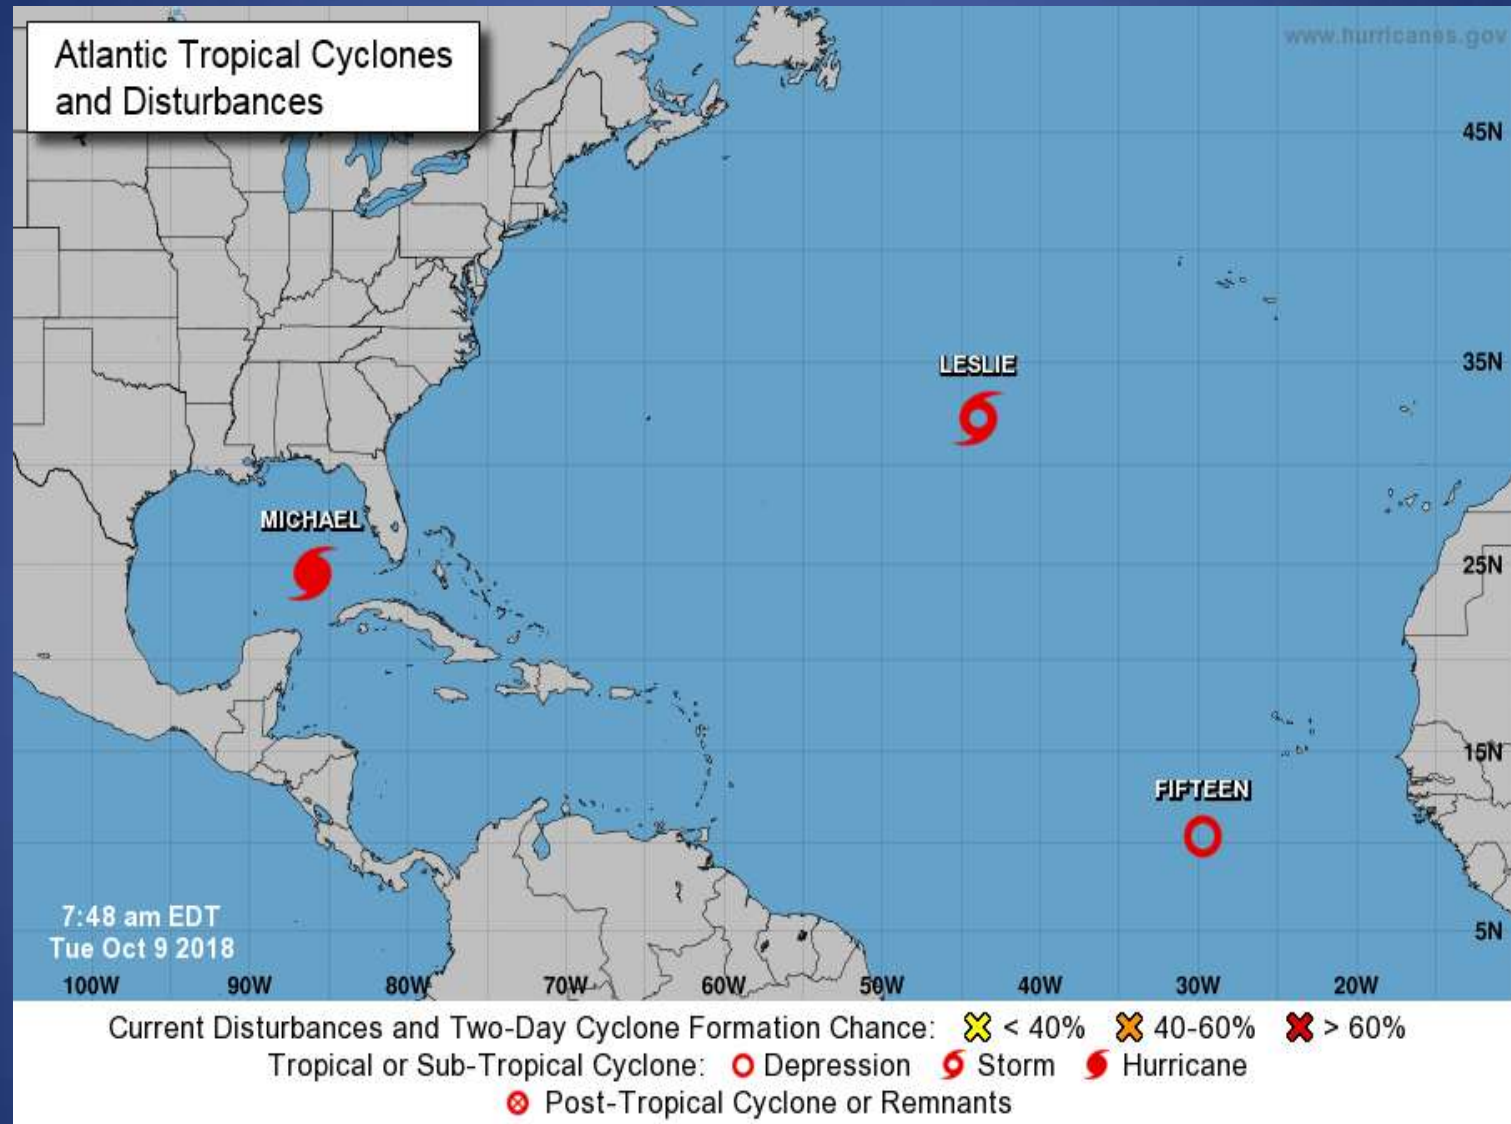 Atlantic Tropical Cyclones
and Disturbances
www.hurricanes.gov
45N
LESLIE
35N
MICHAEL
25N
15N
FIFTEEN
7:48 am EDT
Tue Oct 9 2018
5N
100W 90W 80W 70W 60W 50W 40W 30W 20W
Current Disturbances and Two-Day Cyclone Formation Chance: < 40% 40-60% > 60%
Tropical or Sub-Tropical Cyclone: Depression Storm Hurricane
Post-Tropical Cyclone or Remnants